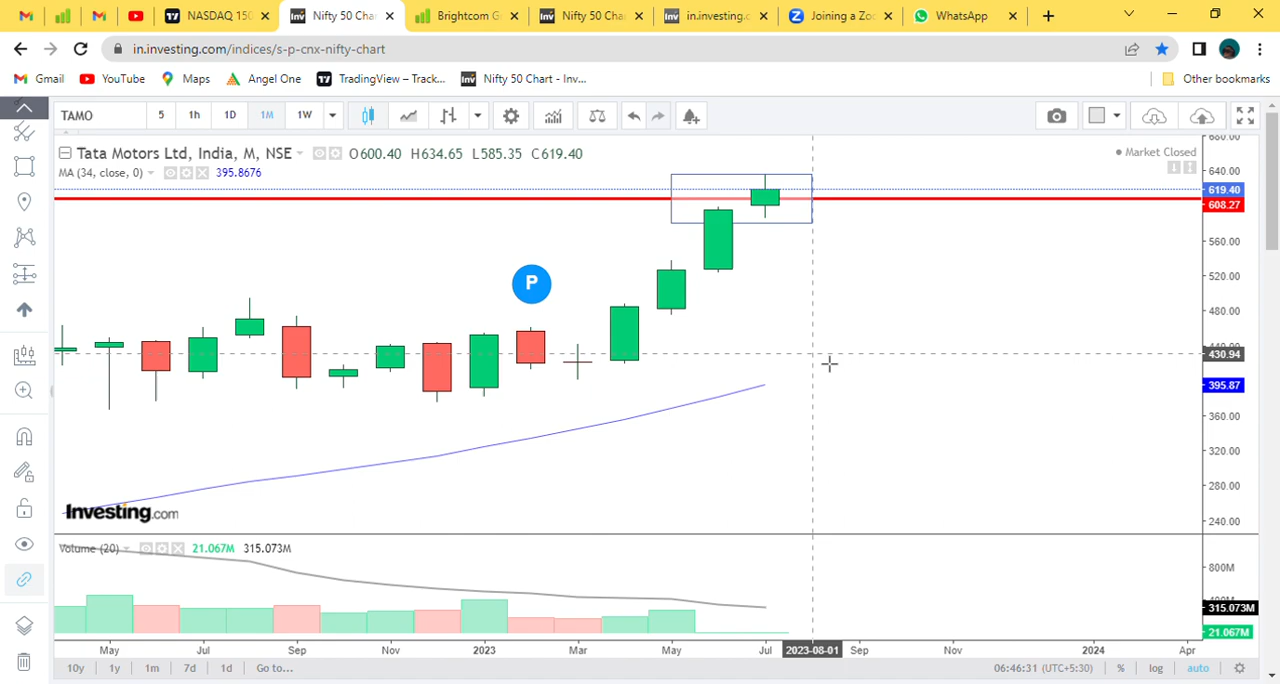 NASDAQ 150
Nifty 50 Cha
Brightcom G
Nifty 50 Cha
in.investing.c
Joining a Zo
WhatsApp
in.investing.com/indices/s-p-cnx-nifty-chart
Gmail
YouTube
Maps
Angel One
TradingView – Track...
Nifty 50 Chart - Inv...
Other bookmarks
TAMO
5
1h
1D
1M
1W
Tata Motors Ltd, India, M, NSE O600.40 H634.65 L585.35 C619.40
Market Closed
MA (34, close, 0) 395.8676
680.00
640.00
619.40
608.27
560.00
520.00
480.00
440.00
430.94
395.87
360.00
320.00
280.00
240.00
P
Investing.com
Volume (20) 21.067M 315.073M
800M
315.073M
21.067M
May Jul Sep Nov 2023 Mar May Jul 2023-08-01 Sep Nov 2024 Apr
10y 1y 1m 7d 1d Go to... 06:46:31 (UTC+5:30) % log auto